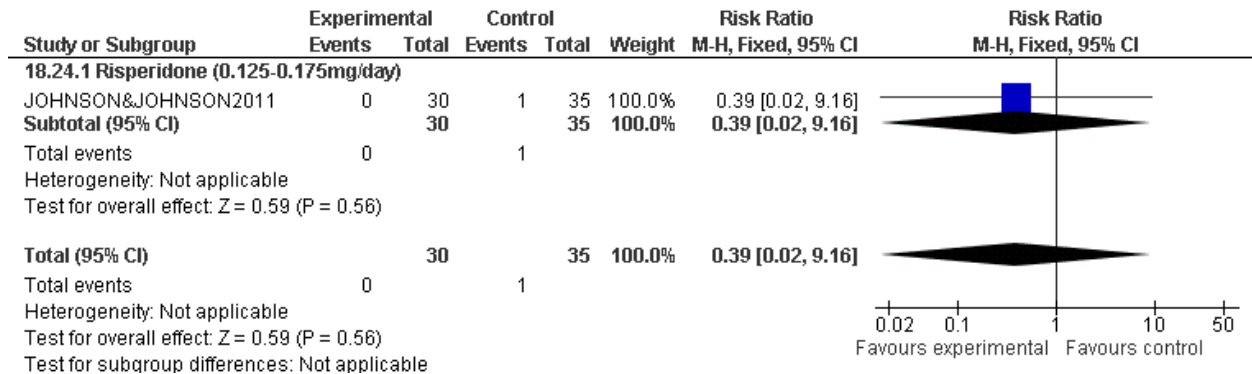 Experimental Control Risk Ratio Risk Ratio
Study or Subgroup Events Total Events Total Weight M-H, Fixed, 95% CI M-H, Fixed, 95% CI
18.24.1 Risperidone (0.125-0.175mg/day)
JOHNSON&JOHNSON2011 0 30 1 35 100.0% 0.39 [0.02, 9.16]
Subtotal (95% CI) 30 35 100.0% 0.39 [0.02, 9.16]
Total events 0 1
Heterogeneity: Not applicable
Test for overall effect: Z = 0.59 (P = 0.56)
Total (95% CI) 30 35 100.0% 0.39 [0.02, 9.16]
Total events 0 1
Heterogeneity: Not applicable
Test for overall effect: Z = 0.59 (P = 0.56)
Test for subgroup differences: Not applicable
0.02 0.1 1 10 50
Favours experimental Favours control